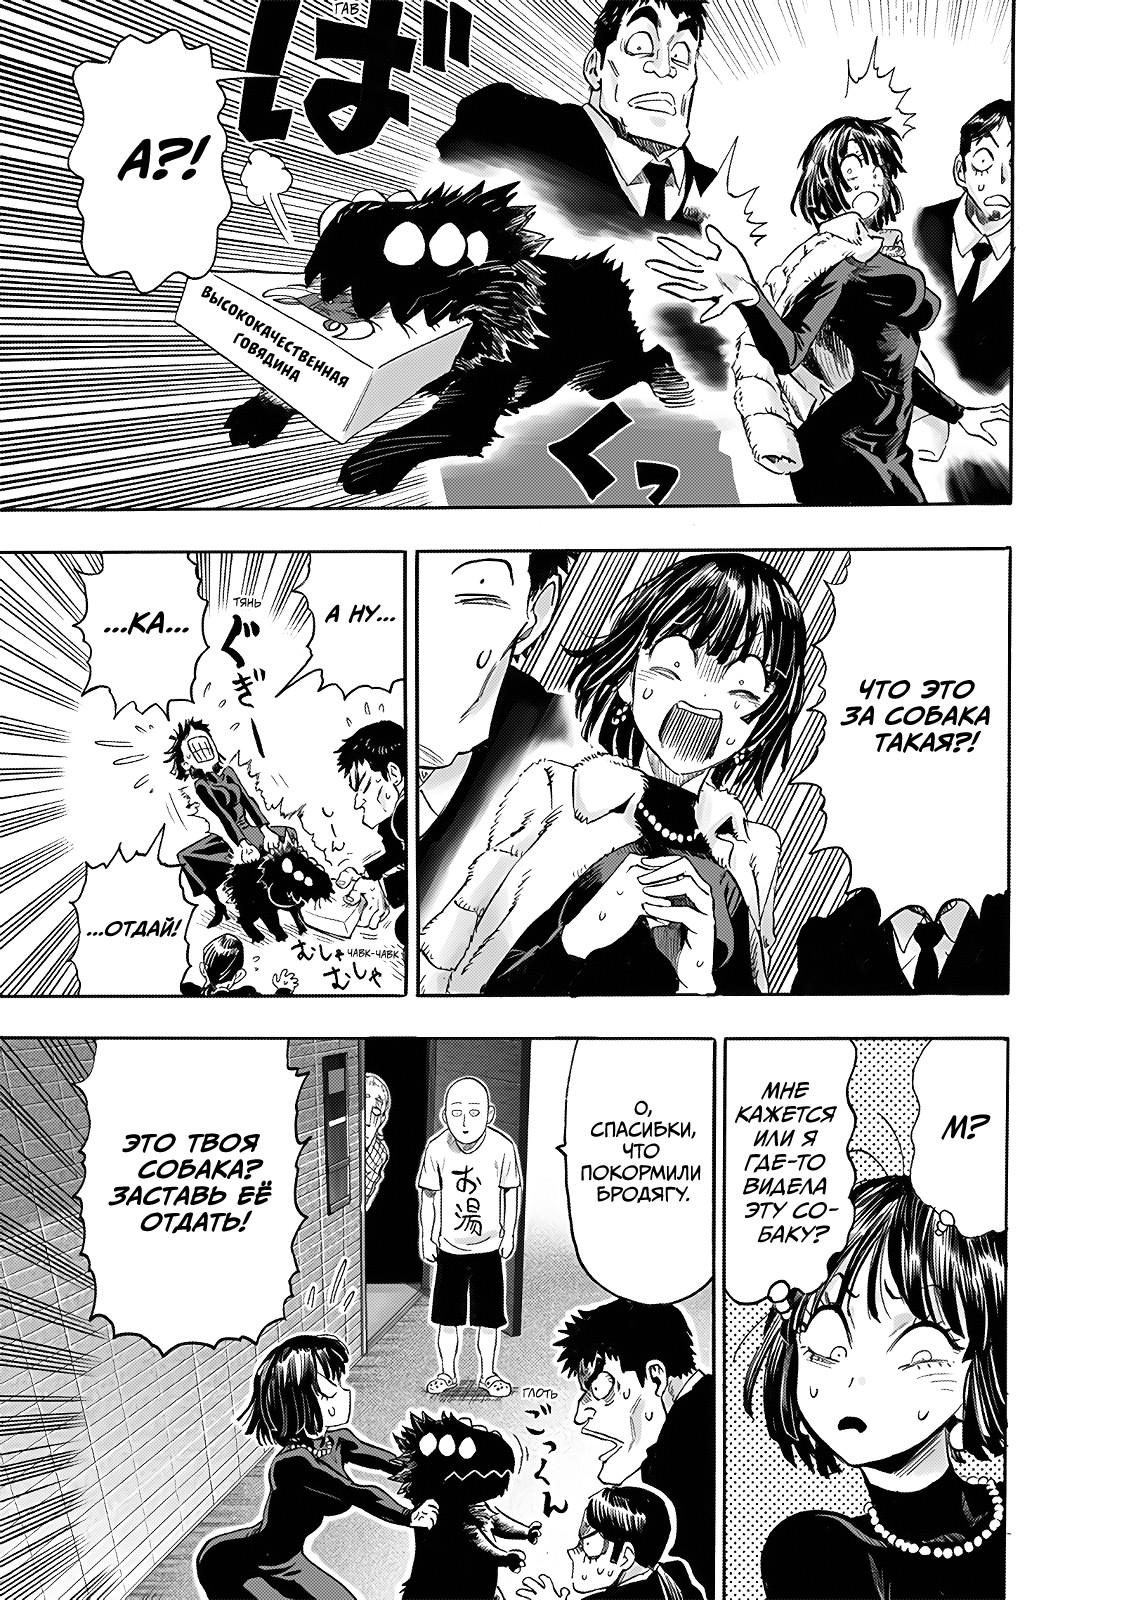 ГАВ
ば
А?!
ВЫСОКОКАЧЕСТВЕННАЯ
ГОВЯДИНА
くっ
ЧТО ЭТО
ЗА СОБАКА
ТАКАЯ?!
А НУ...
ТЯНЬ
ぐぎー
...КА...
...ОТДАЙ!
ЧАВК-ЧАВК
むしゃ
むしゃ
М?
МНЕ
КАЖЕТСЯ
ИЛИ Я
ГДЕ-ТО
ВИДЕЛА
ЭТУ СО-
БАКУ?
О,
СПАСИБКИ,
ЧТО
ПОКОРМИЛИ
БРОДЯГУ.
お湯
ЭТО ТВОЯ
СОБАКА?
ЗАСТАВЬ ЕЁ
ОТДАТЬ!
ГЛОТЬ
ごっくん